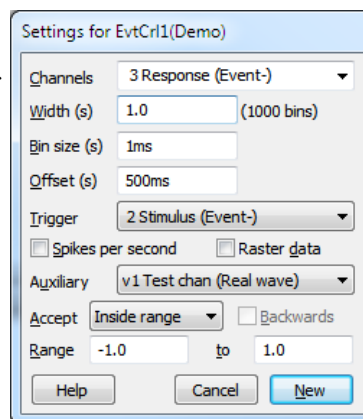 Settings for EvtCrl1(Demo)
Channels 3 Response (Event-)
Width (s) 1.0 (1000 bins)
Bin size (s) 1ms
Offset (s) 500ms
Trigger 2 Stimulus (Event-)
Spikes per second Raster data
Auxiliary v1 Test chan (Real wave)
Accept Inside range Backwards
Range -1.0 to 1.0
Help Cancel New